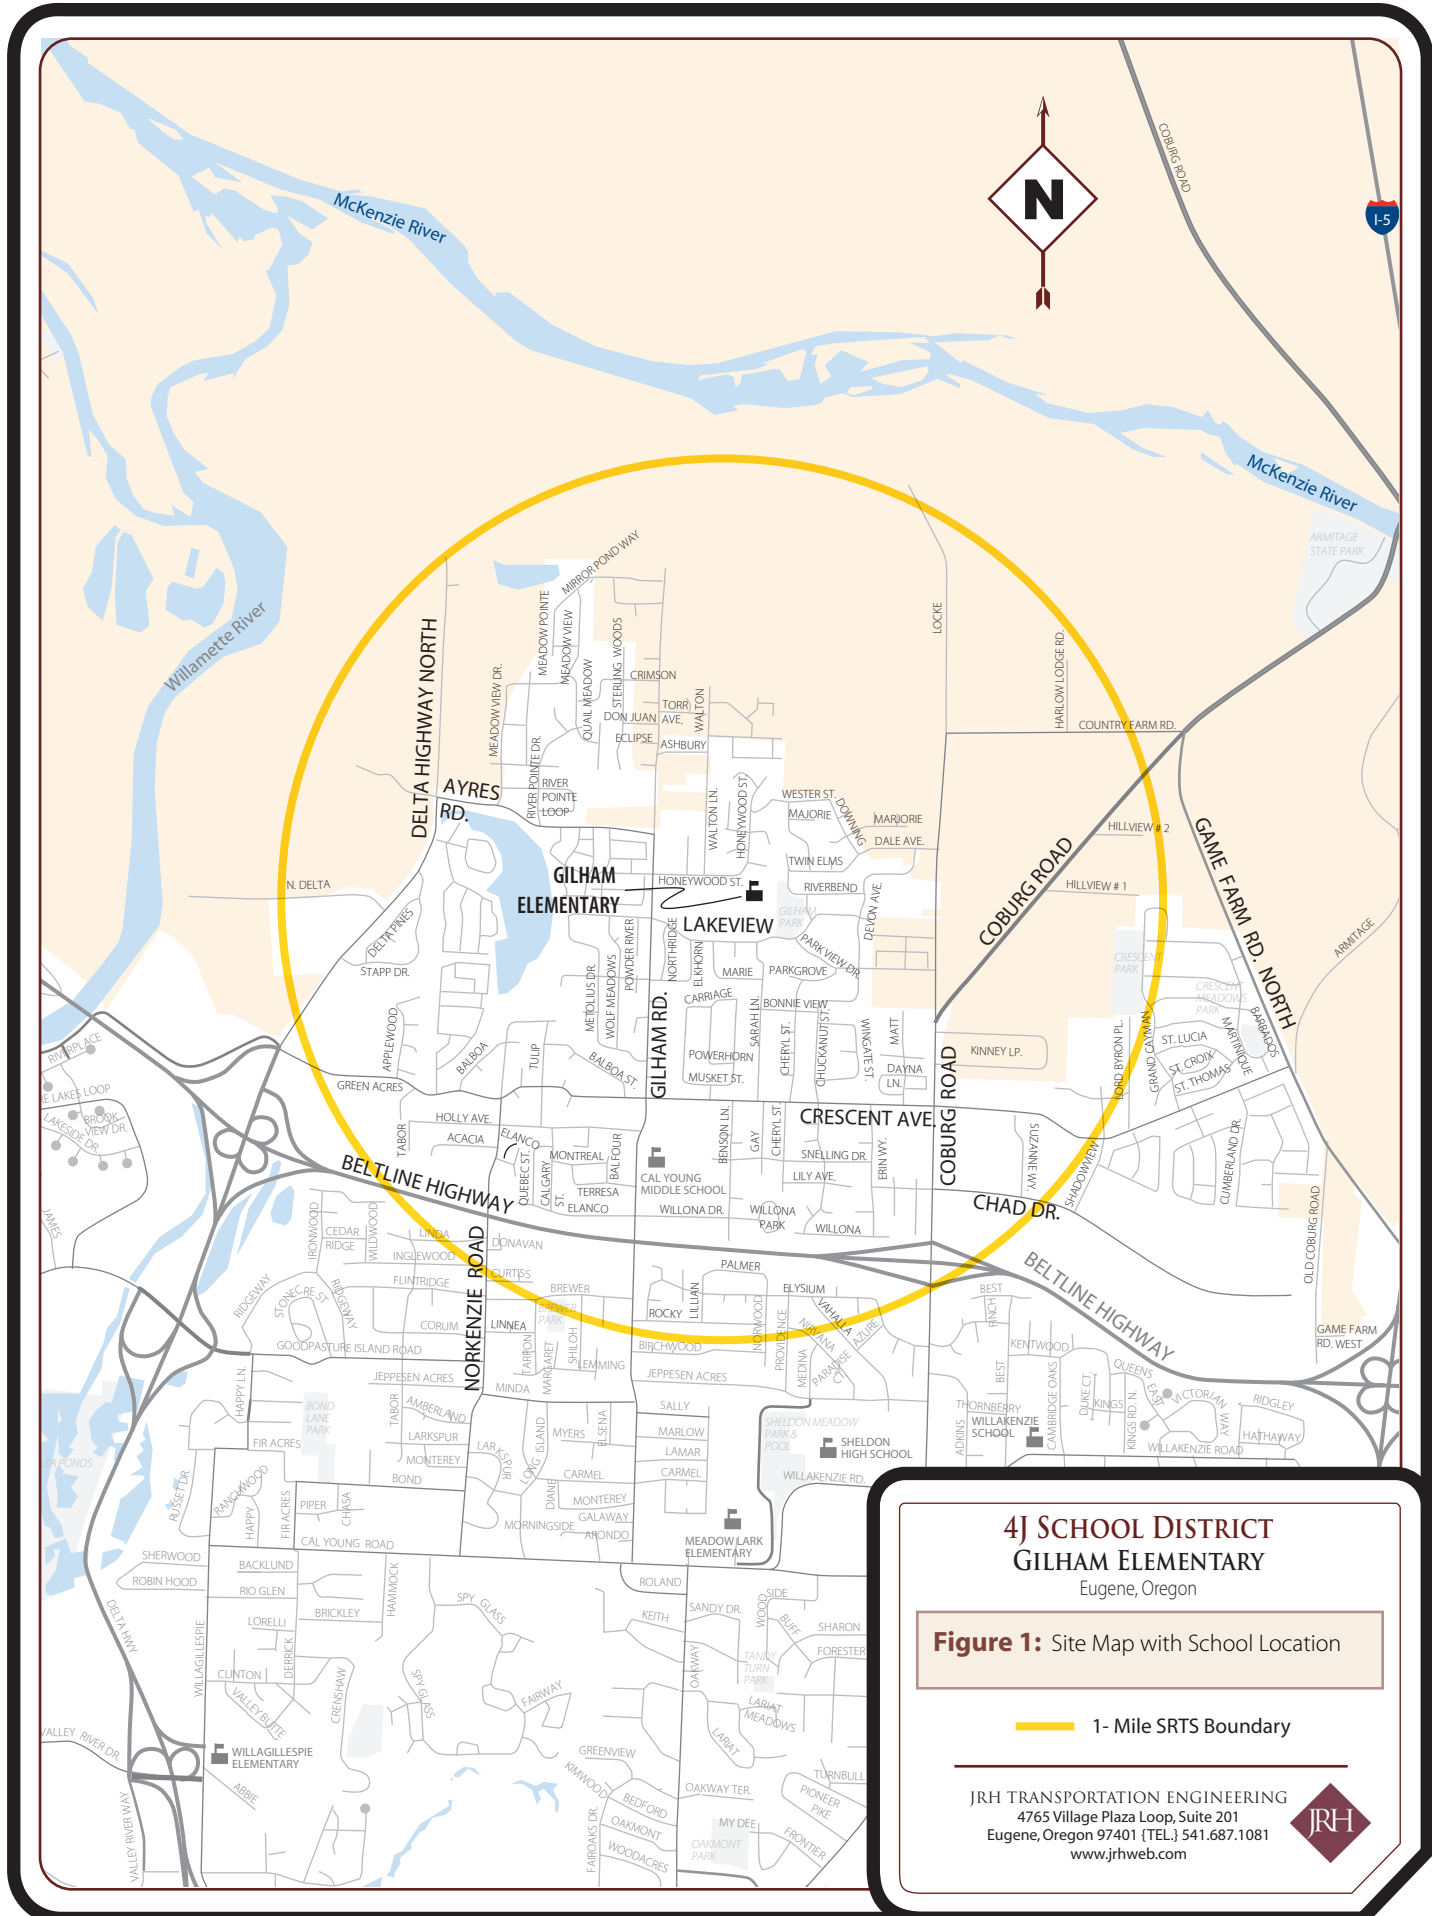 COBURG ROAD
I-5
N
McKenzie River
McKenzie River
ARMITAGE
STATE PARK
Willamette River
MIRROR POND WAY
MEADOW POINTE
MEADOW VIEW
STERLING WOODS
QUAIL MEADOW
CRIMSON
TORR
AVE.
DON JUAN
WALTON
ECLIPSE
ASHBURY
LOCKE
HARLOW LODGE RD.
COUNTRY FARM RD.
DELTA HIGHWAY NORTH
MEADOW VIEW DR.
RIVER POINTE DR.
AYRES
RD.
RIVER
POINTE
LOOP
WALTON LN.
HONEYWOOD ST.
WESTER ST.
MAJORIE
DOWNING
MARJORIE
DALE AVE.
TWIN ELMS
HILLVIEW # 2
HILLVIEW # 1
COBURG ROAD
GAME FARM RD. NORTH
ARMITAGE
N. DELTA
GILHAM
ELEMENTARY
HONEYWOOD ST.
RIVERBEND
GILHAM
PARK
LAKEVIEW
DEVON AVE.
PARKVIEW DR.
DELTA PINES
STAPP DR.
METOLIUS DR.
WOLF MEADOWS
POWDER RIVER
NORTHRIDGE
ELKHORN
MARIE
PARKGROVE
CARRIAGE
BONNIE VIEW
SARAH LN.
CHERYL ST.
CHUCKANUT ST.
WINGATE ST.
MATT
POWERHORN
MUSKET ST.
DAYNA
LN.
KINNEY LP.
CRESCENT
PARK
CRESCENT
MEADOWS
PARK
LORD BYRON PL.
GRAND CAYMAN
ST. LUCIA
ST. CROIX
ST. THOMAS
MARTINIQUE
BARBADOS
GILHAM RD.
APPLEWOOD
BALBOA
TULIP
BALBOA ST.
GREEN ACRES
RIVERPLACE
RE LAKES LOOP
LAKESIDE DR.
BROOK
VIEW DR.
JAMES
TABOR
HOLLY AVE.
ACACIA
ELANCO
QUEBEC ST.
CALGARY
ST.
MONTREAL
BALFOUR
TERRESA
ELANCO
CAL YOUNG
MIDDLE SCHOOL
BENSON LN.
GAY
CHERYL ST.
CRESCENT AVE.
SNELLING DR.
LILY AVE.
ERIN WY.
COBURG ROAD
SUZANNE WY.
SHADOWVIEW
CUMBERLAND DR.
OLD COBURG ROAD
WILLONA DR.
WILLONA
PARK
WILLONA
CHAD DR.
BELTLINE HIGHWAY
BELTLINE HIGHWAY
IRONWOOD
CEDAR
RIDGE
WILDWOOD
LINDA
INGLEWOOD
FLINTRIDGE
DONAVAN
CURTISS
NORKENZIE ROAD
RIDGEWAY
STONECREST
RIDGEWAY
CORUM
LINNEA
BREWER
BREWER
PARK
GOODPASTURE ISLAND ROAD
TARPON
MARGARET
SHILOH
LEMMING
MINDA
PALMER
ROCKY
LILLIAN
BIRCHWOOD
NORWOOD
PROVIDENCE
ELYSIUM
VAHALLA
NIRVANA
AZURE
PARADISE CT.
MEDINA
BEST
FINCH
KENTWOOD
BEST
QUEENS
EAST
GAME FARM
RD. WEST
JEPPESEN ACRES
JEPPESEN ACRES
HAPPY LN.
BOND
LANE
PARK
TABOR
AMBERLAND
LARKSPUR
LARKSPUR
MONTEREY
BOND
FIR ACRES
LONG ISLAND
MYERS
ELSENA
CARMEL
DIANE
MONTEREY
GALAWAY
ARONDO
MORNINGSIDE
SALLY
MARLOW
LAMAR
CARMEL
SHELDON MEADOW
PARK &
POOL
SHELDON
HIGH SCHOOL
WILLAKENZIE RD.
THORNBERRY
WILLAKENZIE
SCHOOL
ADKINS
CAMBRIDGE OAKS
DUKE CT.
KINGS
KINGS RD. N.
VICTORIAN
WAY
RIDGLEY
HATHAWAY
WILLAKENZIE ROAD
LTA PONDS
RUSSET DR.
RANCHWOOD
HAPPY
FIR ACRES
PIPER
CHASA
CAL YOUNG ROAD
MEADOW LARK
ELEMENTARY
SHERWOOD
ROBIN HOOD
BACKLUND
RIO GLEN
HAMMOCK
BRICKLEY
LORELLI
DERRICK
CLINTON
VALLEY BUTTE
CRENSHAW
WILLAGILLESPIE
DELTA HWY
SPY GLASS
SPY GLASS
FAIRWAY
ROLAND
KEITH
SANDY DR.
WOOD
SIDE
BUFF
SHARON
FORESTER
OAKWAY
TANDY
TURN
PARK
LARIAT
MEADOWS
LARIAT
VALLEY RIVER DR.
WILLAGILLESPIE
ELEMENTARY
ABBIE
VALLEY RIVER WAY
GREENVIEW
KIMWOOD
BEDFORD
OAKMONT
WOODACRES
FAIROAKS DR.
OAKWAY TER.
MY DEE
OAKMONT
PARK
TURNBULL
PIONEER
PIKE
FRONTIER
4J SCHOOL DISTRICT
GILHAM ELEMENTARY
Eugene, Oregon
Figure 1: Site Map with School Location
1- Mile SRTS Boundary
JRH TRANSPORTATION ENGINEERING
4765 Village Plaza Loop, Suite 201
Eugene, Oregon 97401 {TEL.} 541.687.1081
www.jrhweb.com
JRH